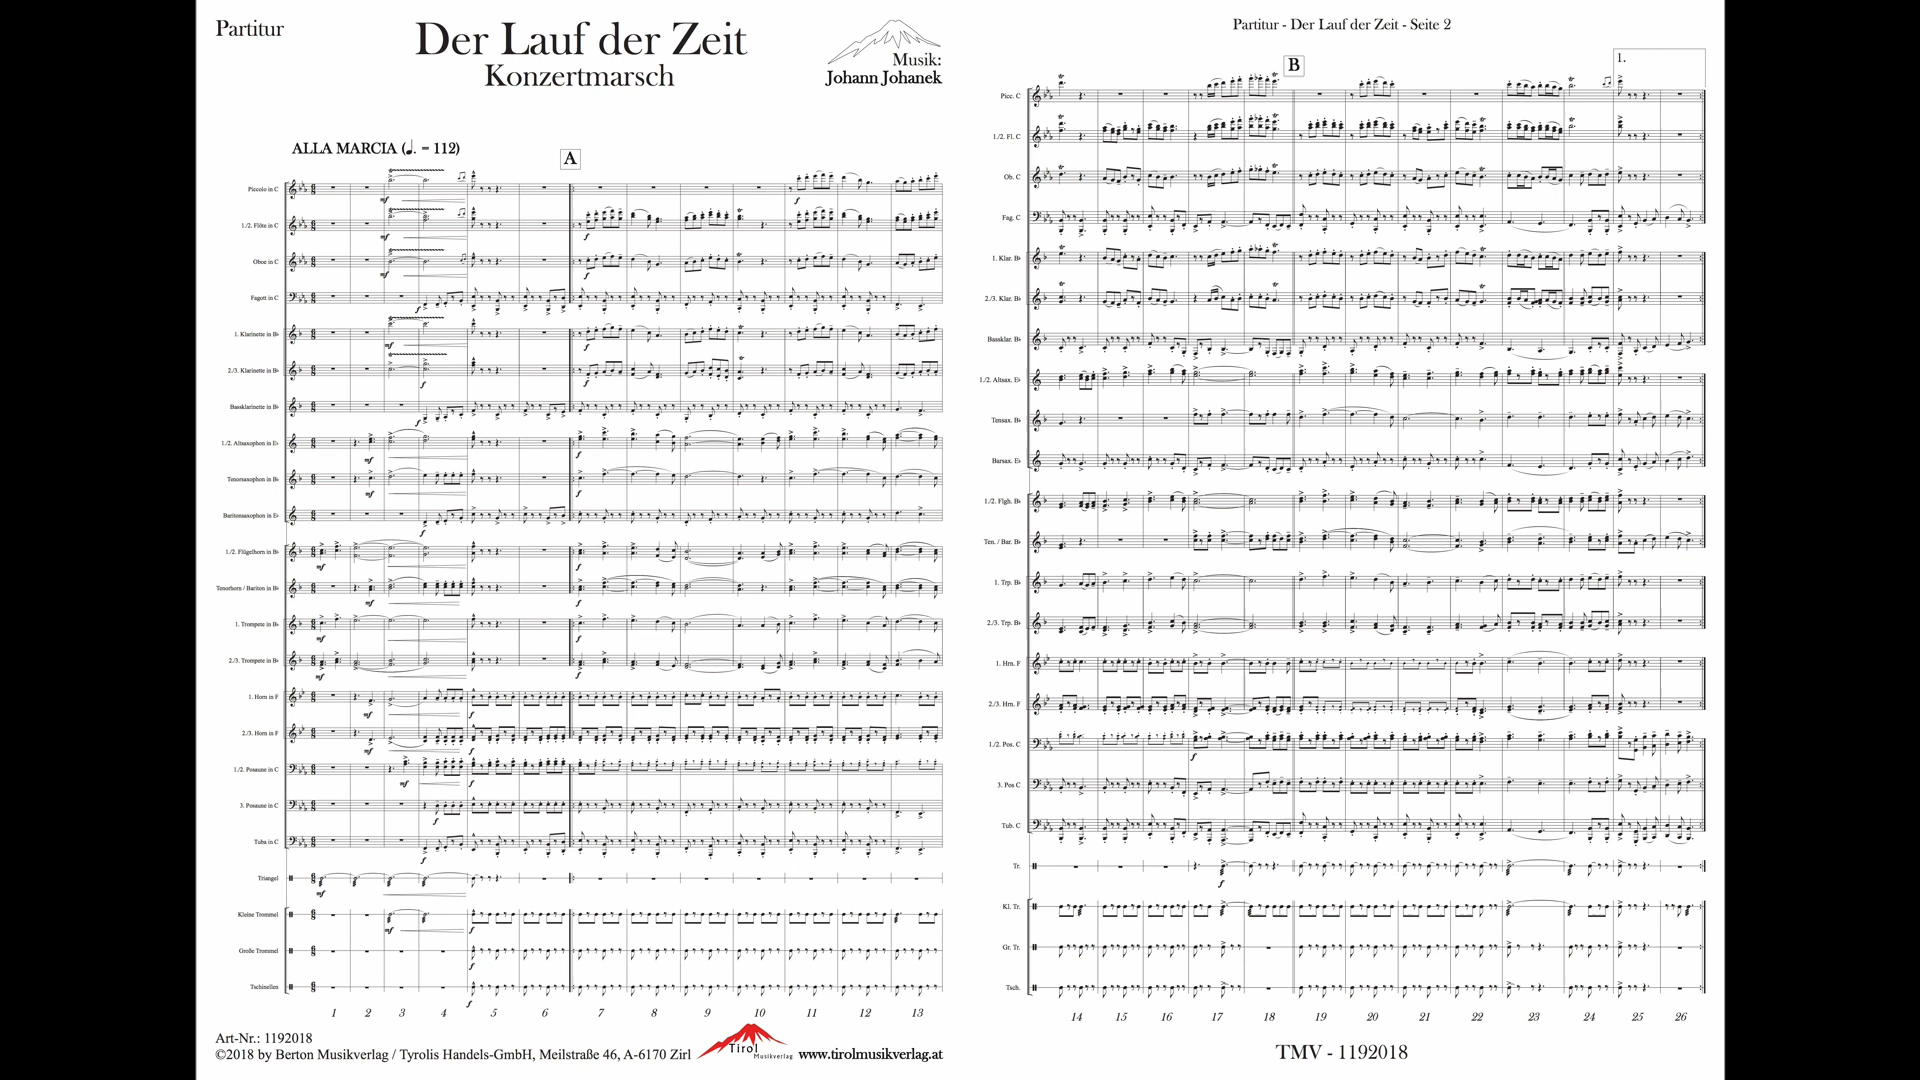 Partitur
Der Lauf der Zeit
Konzertmarsch
Musik:
Johann Johanek
ALLA MARCIA (♩. = 112)
A
Piccolo in C
1./2. Flöte in C
Oboe in C
Fagott in C
1. Klarinette in B♭
2./3. Klarinette in B♭
Bassklarinette in B♭
1./2. Altsaxophon in E♭
Tenorsaxophon in B♭
Baritonsaxophon in E♭
1./2. Flügelhorn in B♭
Tenorhorn / Bariton in B♭
1. Trompete in B♭
2./3. Trompete in B♭
1. Horn in F
2./3. Horn in F
1./2. Posaune in C
3. Posaune in C
Tuba in C
Triangel
Kleine Trommel
Große Trommel
Tschinellen
1 2 3 4 5 6 7 8 9 10 11 12 13
Art-Nr.: 1192018
©2018 by Berton Musikverlag / Tyrolis Handels-GmbH, Meilstraße 46, A-6170 Zirl
Tirol
Musikverlag
www.tirolmusikverlag.at
Partitur - Der Lauf der Zeit - Seite 2
B
1.
Picc. C
1./2. Fl. C
Ob. C
Fag. C
1. Klar. B♭
2./3. Klar. B♭
Bassklar. B♭
1./2. Altsax. E♭
Tensax. B♭
Barsax. E♭
1./2. Flgh. B♭
Ten. / Bar. B♭
1. Trp. B♭
2./3. Trp. B♭
1. Hrn. F
2./3. Hrn. F
1./2. Pos. C
3. Pos C
Tub. C
Tr.
Kl. Tr.
Gr. Tr.
Tsch.
14 15 16 17 18 19 20 21 22 23 24 25 26
TMV - 1192018